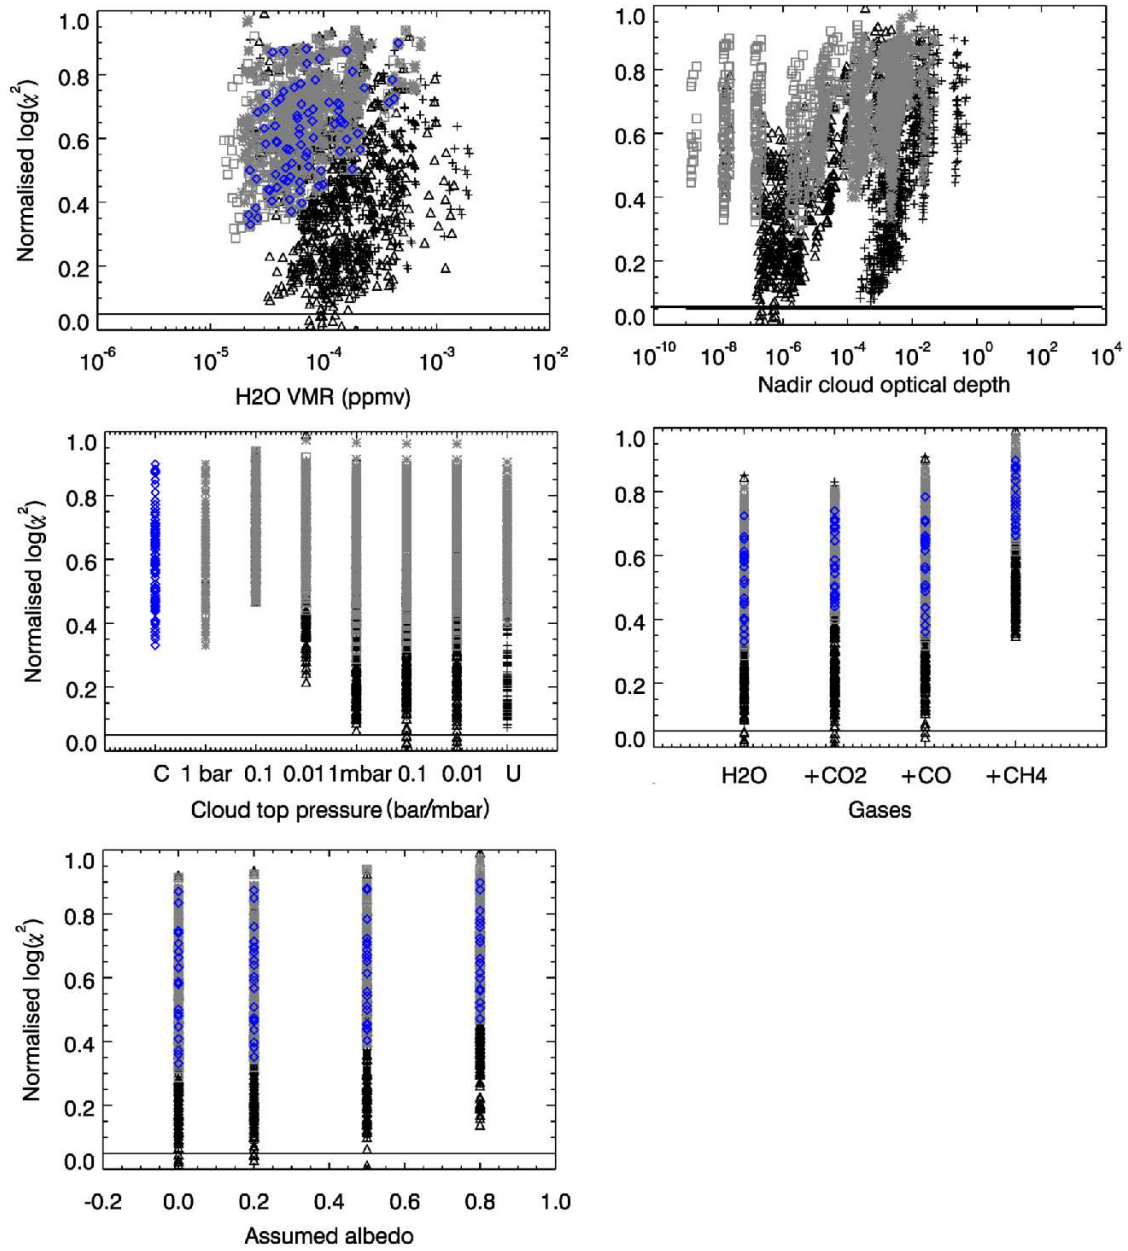 1.0
0.8
0.6
0.4
0.2
0.0
Normalised log(χ²)
10⁻⁶ 10⁻⁵ 10⁻⁴ 10⁻³ 10⁻²
H2O VMR (ppmv)
1.0
0.8
0.6
0.4
0.2
0.0
10⁻¹⁰ 10⁻⁸ 10⁻⁶ 10⁻⁴ 10⁻² 10⁰ 10² 10⁴
Nadir cloud optical depth
1.0
0.8
0.6
0.4
0.2
0.0
Normalised log(χ²)
C 1 bar 0.1 0.01 1mbar 0.1 0.01 U
Cloud top pressure (bar/mbar)
1.0
0.8
0.6
0.4
0.2
0.0
H2O +CO2 +CO +CH4
Gases
1.0
0.8
0.6
0.4
0.2
0.0
Normalised log(χ²)
-0.2 0.0 0.2 0.4 0.6 0.8 1.0
Assumed albedo